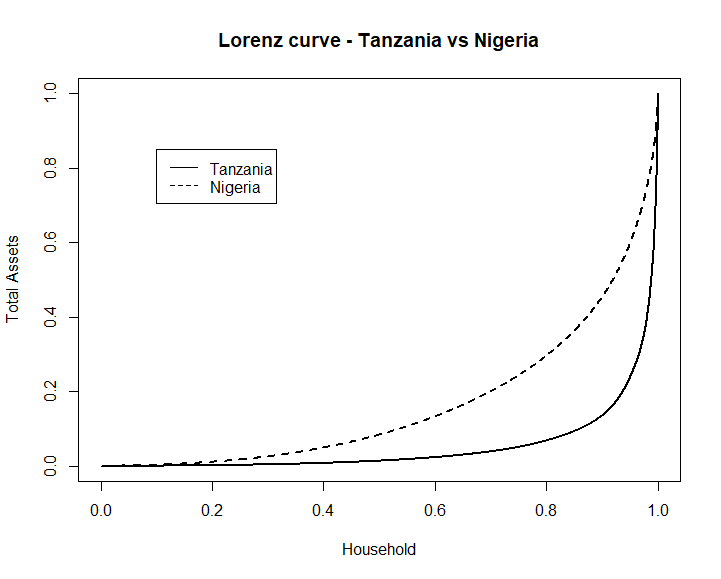 Lorenz curve - Tanzania vs Nigeria
1.0
0.8
0.6
0.4
0.2
0.0
Total Assets
Tanzania
Nigeria
0.0 0.2 0.4 0.6 0.8 1.0
Household